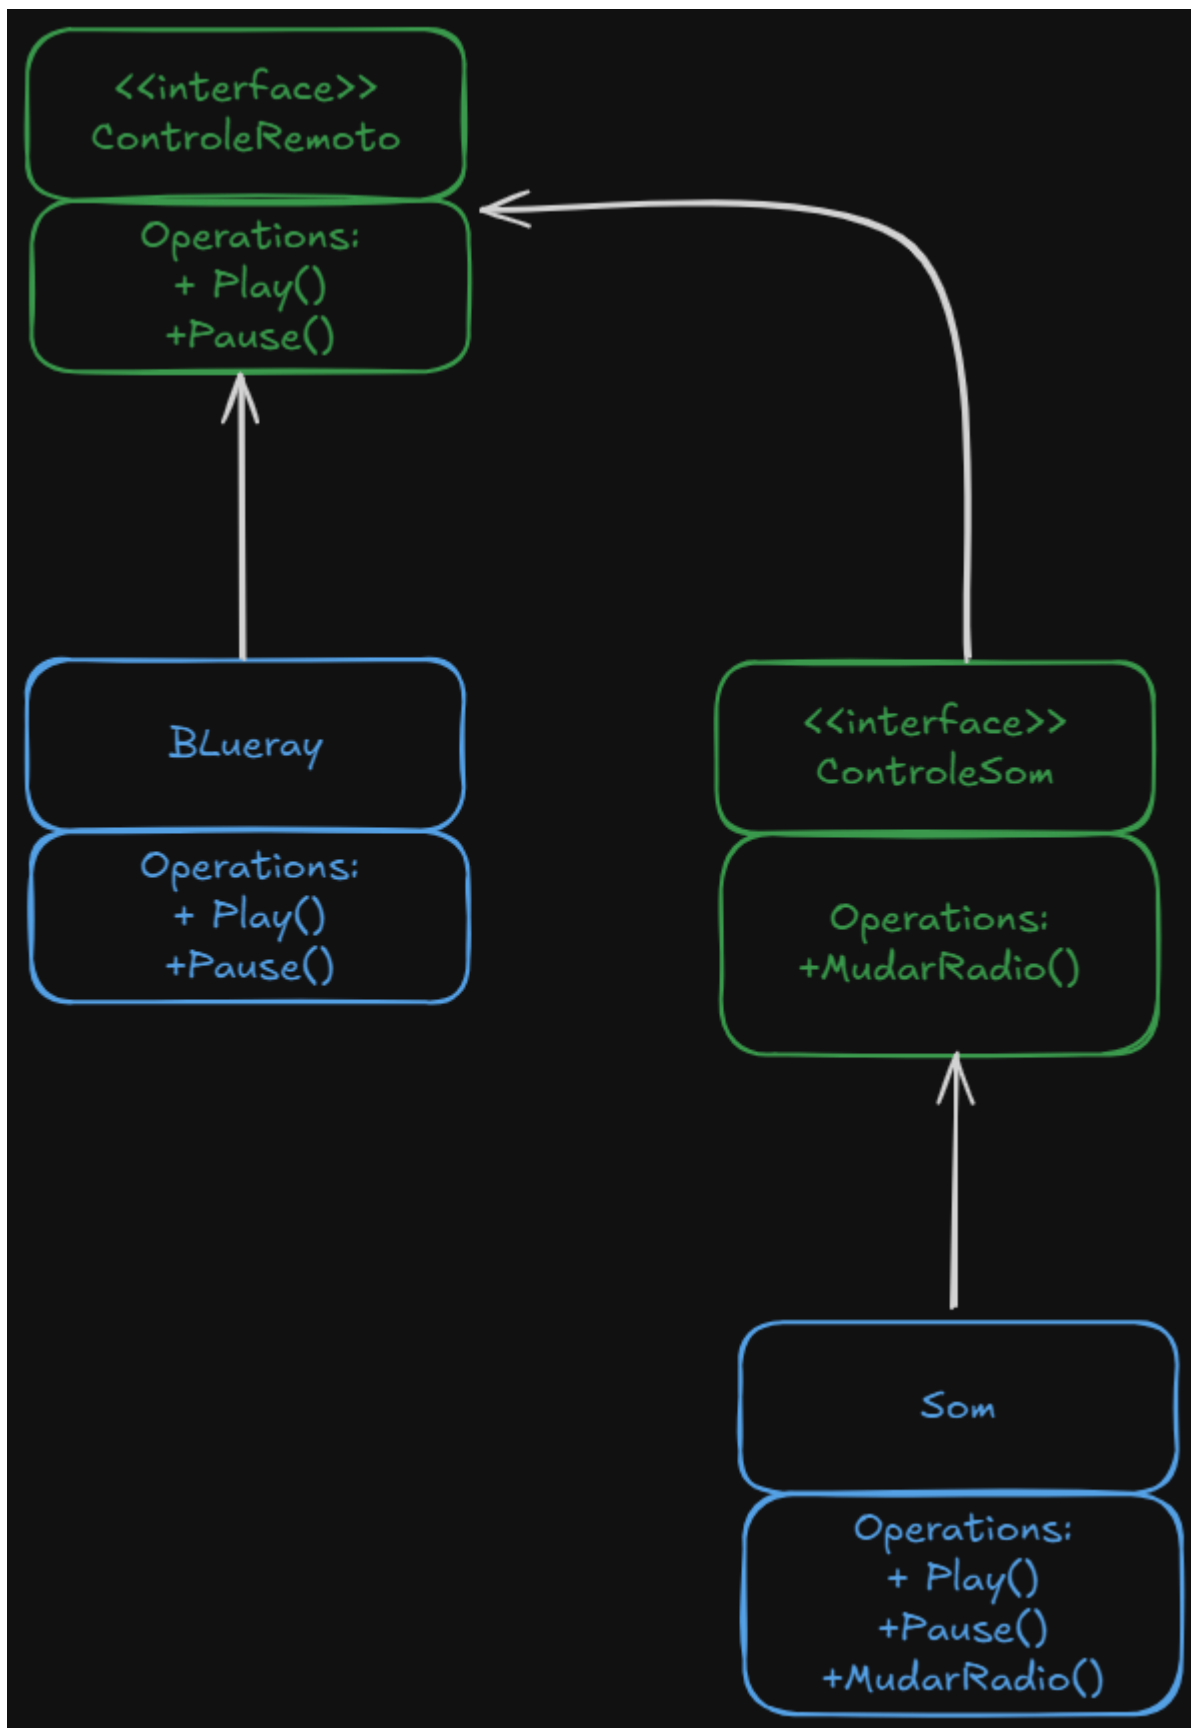 <<interface>>
ControleRemoto
Operations:
+ Play()
+Pause()
BLueray
Operations:
+ Play()
+Pause()
<<interface>>
ControleSom
Operations:
+MudarRadio()
Som
Operations:
+ Play()
+Pause()
+MudarRadio()